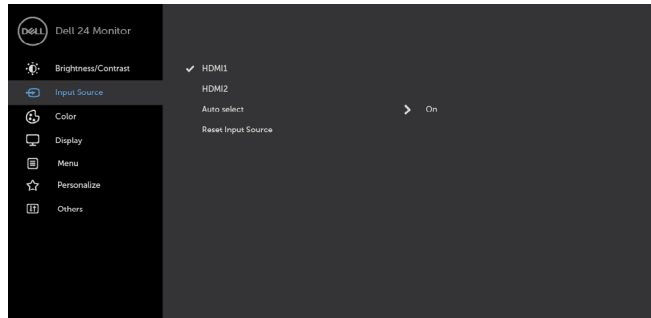 DELL Dell 24 Monitor
Brightness/Contrast
Input Source
Color
Display
Menu
Personalize
Others
HDMI1
HDMI2
Auto select On
Reset Input Source